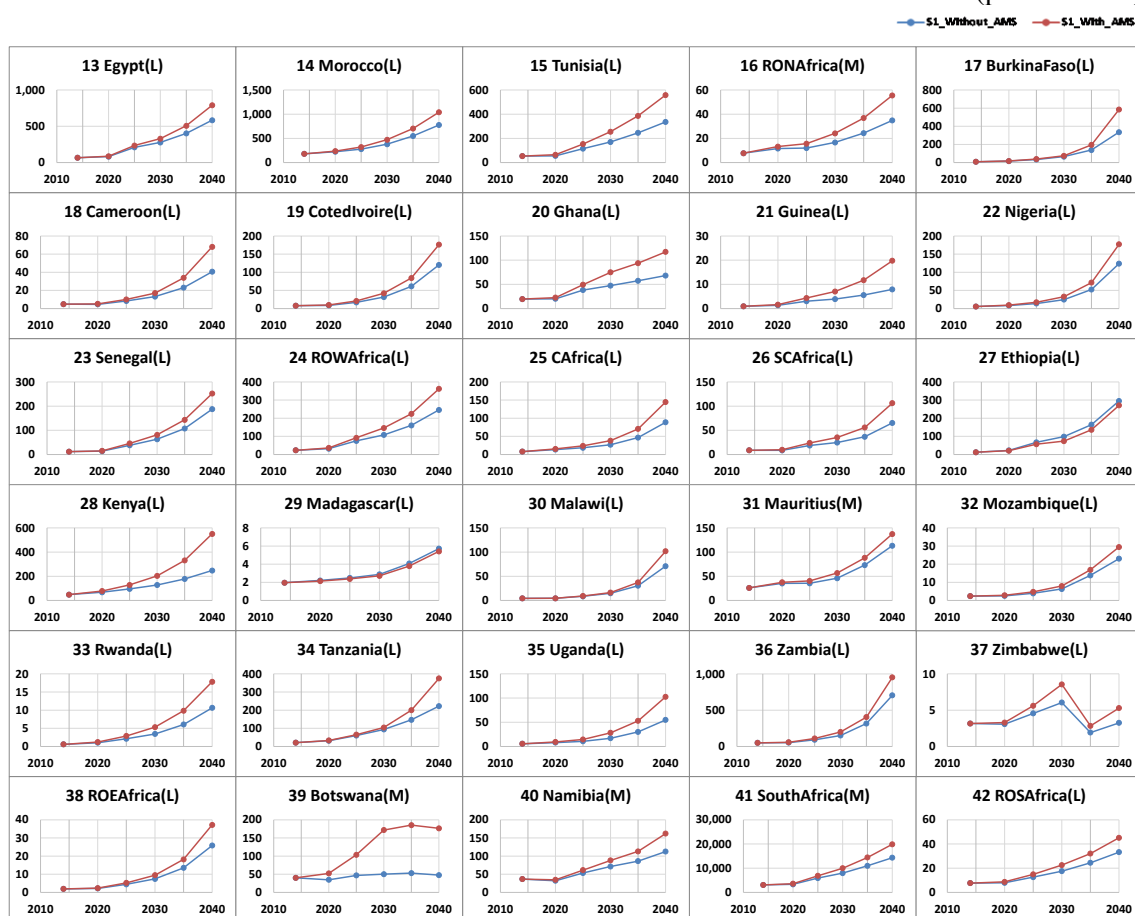 S1_Without_AMS S1_With_AMS
13 Egypt(L) 14 Morocco(L) 15 Tunisia(L) 16 RONAfrica(M) 17 BurkinaFaso(L)
1,000 1,500 600 60 800
600
1,000 400 40
500 400
500 200 20 200
0 0 0 0 0
2010 2020 2030 2040 2010 2020 2030 2040 2010 2020 2030 2040 2010 2020 2030 2040 2010 2020 2030 2040
18 Cameroon(L) 19 CotedIvoire(L) 20 Ghana(L) 21 Guinea(L) 22 Nigeria(L)
80 200 150 30 200
60 150 100 20 150
40 100 100
20 50 50 10 50
0 0 0 0 0
2010 2020 2030 2040 2010 2020 2030 2040 2010 2020 2030 2040 2010 2020 2030 2040 2010 2020 2030 2040
23 Senegal(L) 24 ROWAfrica(L) 25 CAfrica(L) 26 SCAfrica(L) 27 Ethiopia(L)
300 400 200 150 400
200 300 150 100 300
200 100 200
100 100 50 50 100
0 0 0 0 0
2010 2020 2030 2040 2010 2020 2030 2040 2010 2020 2030 2040 2010 2020 2030 2040 2010 2020 2030 2040
28 Kenya(L) 29 Madagascar(L) 30 Malawi(L) 31 Mauritius(M) 32 Mozambique(L)
600 8 150 150 40
400 6 100 100 30
4 20
200 2 50 50 10
0 0 0 0 0
2010 2020 2030 2040 2010 2020 2030 2040 2010 2020 2030 2040 2010 2020 2030 2040 2010 2020 2030 2040
33 Rwanda(L) 34 Tanzania(L) 35 Uganda(L) 36 Zambia(L) 37 Zimbabwe(L)
20 400 150 1,000 10
15 300 100
10 200 500 5
5 100 50
0 0 0 0 0
2010 2020 2030 2040 2010 2020 2030 2040 2010 2020 2030 2040 2010 2020 2030 2040 2010 2020 2030 2040
38 ROEAfrica(L) 39 Botswana(M) 40 Namibia(M) 41 SouthAfrica(M) 42 ROSAfrica(L)
40 200 200 30,000 60
30 150 150 20,000 40
20 100 100
10 50 50 10,000 20
0 0 0 0 0
2010 2020 2030 2040 2010 2020 2030 2040 2010 2020 2030 2040 2010 2020 2030 2040 2010 2020 2030 2040